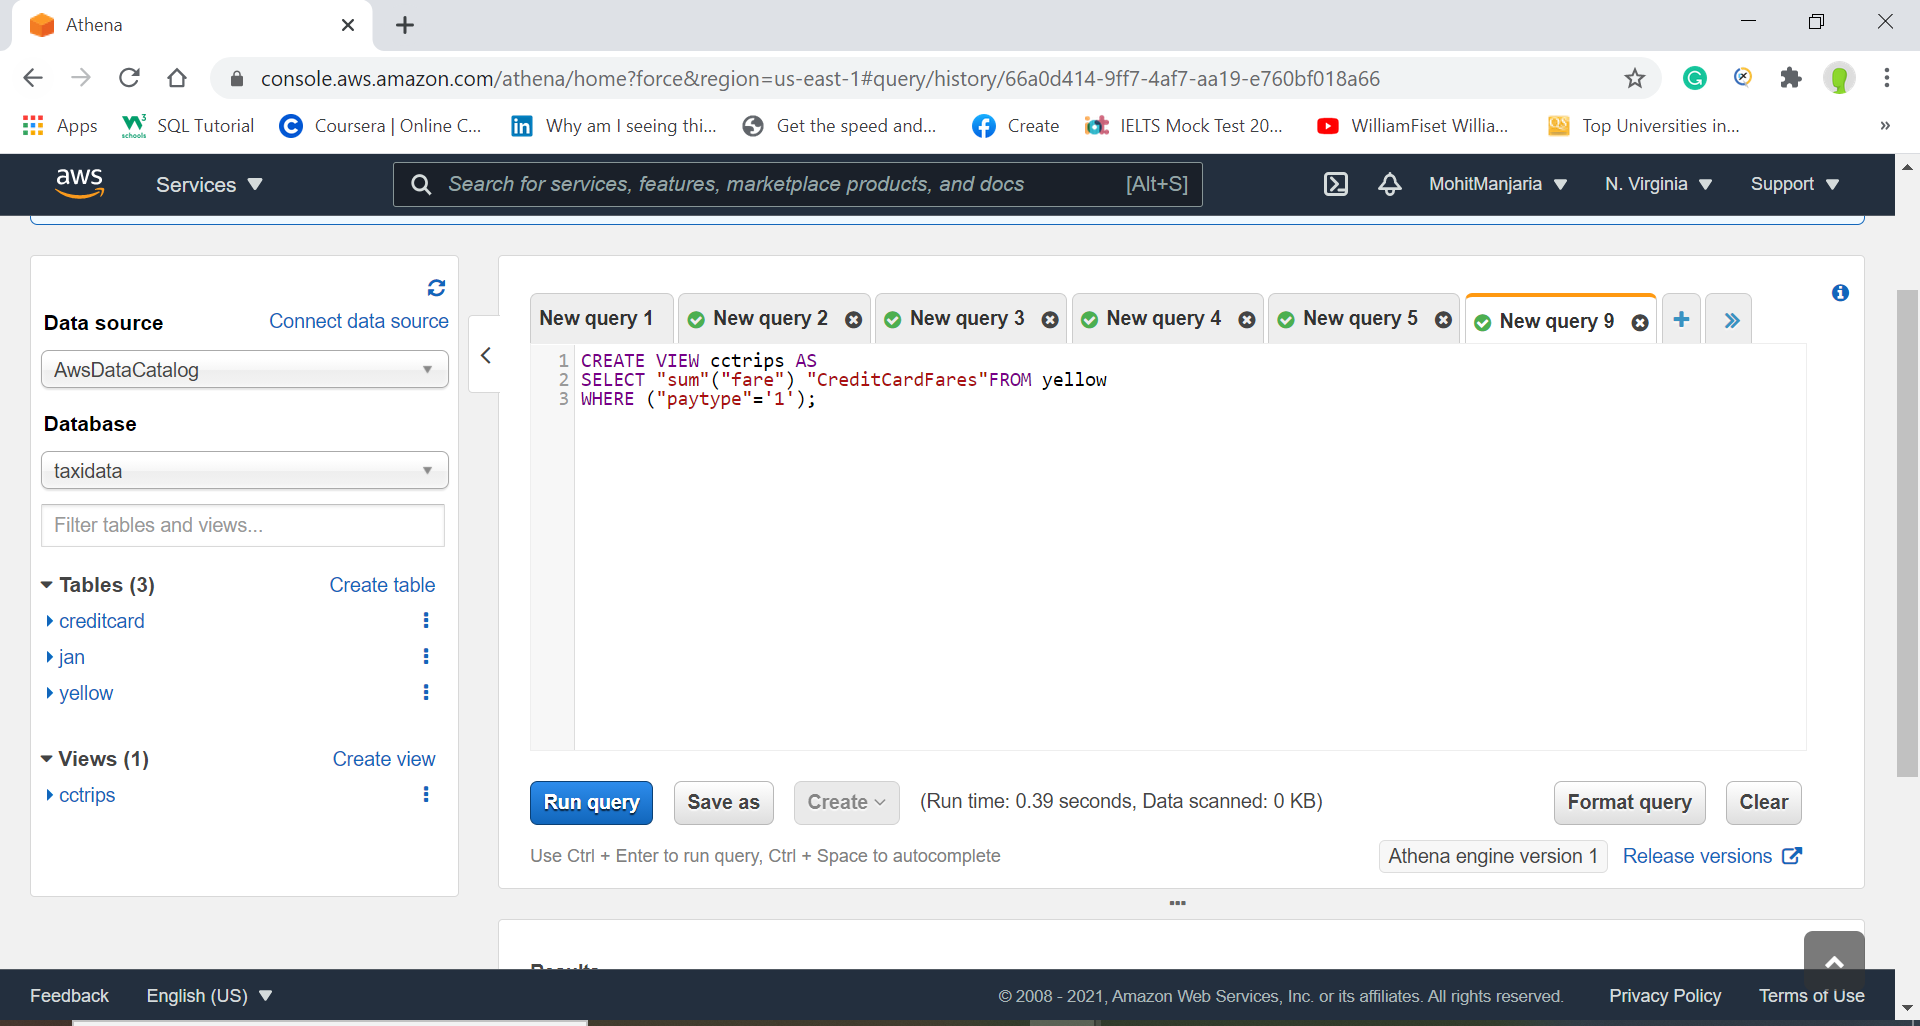 Athena
console.aws.amazon.com/athena/home?force&region=us-east-1#query/history/66a0d414-9ff7-4af7-aa19-e760bf018a66
Apps
W3 schools SQL Tutorial
Coursera | Online C...
Why am I seeing thi...
Get the speed and...
Create
IELTS Mock Test 20...
WilliamFiset Willia...
QS Top Universities in...
»
aws
Services
Search for services, features, marketplace products, and docs [Alt+S]
MohitManjaria
N. Virginia
Support
Data source
Connect data source
AwsDataCatalog
Database
taxidata
Filter tables and views...
Tables (3)
Create table
creditcard
jan
yellow
Views (1)
Create view
cctrips
New query 1
New query 2
New query 3
New query 4
New query 5
New query 9
1 CREATE VIEW cctrips AS
2 SELECT "sum"("fare") "CreditCardFares"FROM yellow
3 WHERE ("paytype"='1');
Run query
Save as
Create
(Run time: 0.39 seconds, Data scanned: 0 KB)
Format query
Clear
Use Ctrl + Enter to run query, Ctrl + Space to autocomplete
Athena engine version 1
Release versions
Results
Feedback
English (US)
© 2008 - 2021, Amazon Web Services, Inc. or its affiliates. All rights reserved.
Privacy Policy
Terms of Use